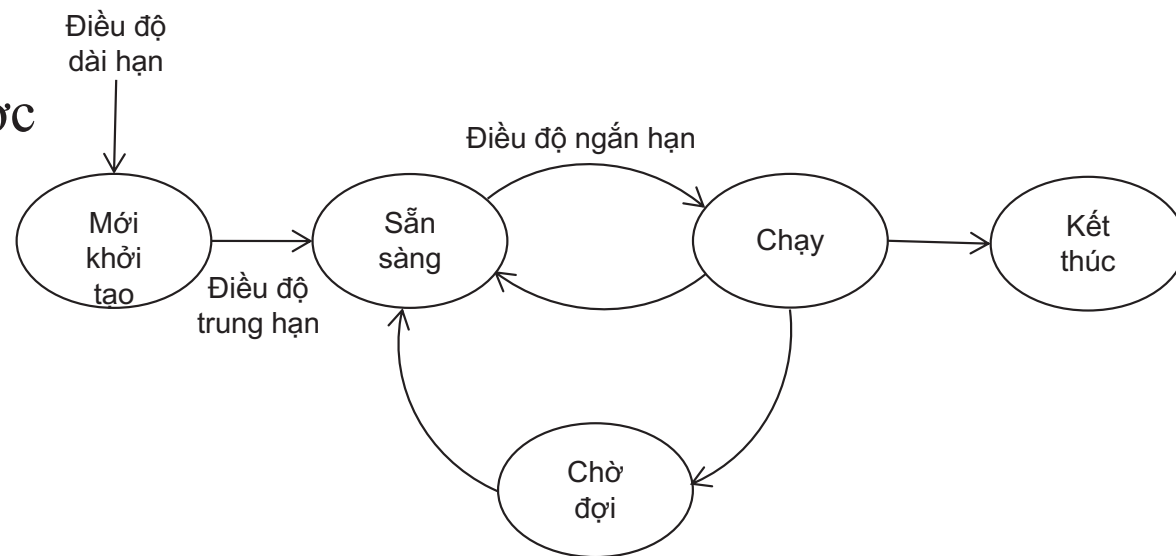 Điều độ
dài hạn
ợc
Điều độ ngắn hạn
Mới
khởi
tạo
Sẵn
sàng
Chạy
Kết
thúc
Điều độ
trung hạn
Chờ
đợi